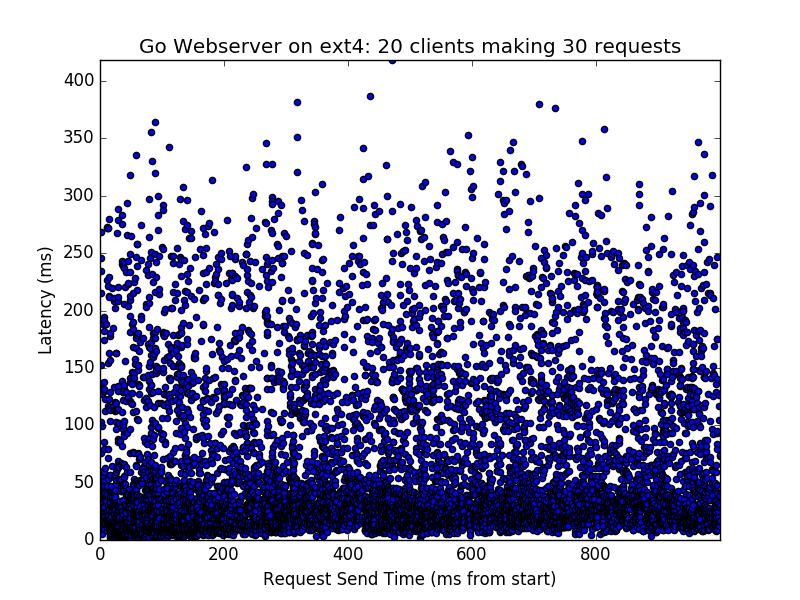 Go Webserver on ext4: 20 clients making 30 requests
400
350
300
250
200
150
100
50
0
Latency (ms)
0 200 400 600 800
Request Send Time (ms from start)